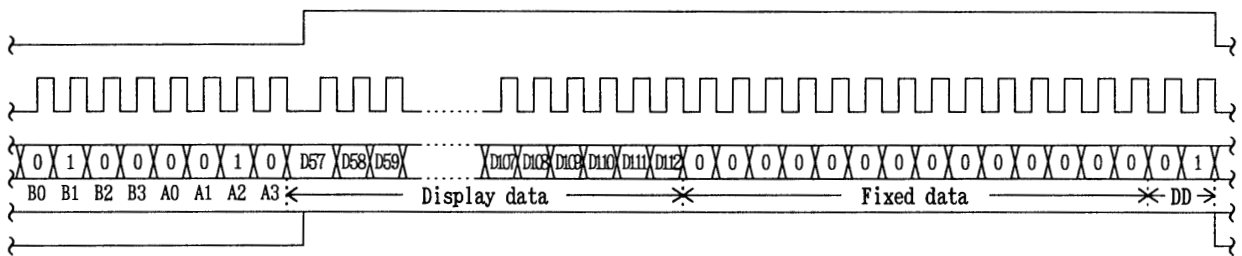 0 1 0 0 0 0 1 0 D57 D58 D59 ...... D107 D108 D109 D110 D111 D112 0 0 0 0 0 0 0 0 0 0 0 0 0 0 0 1
B0 B1 B2 B3 A0 A1 A2 A3 Display data Fixed data DD